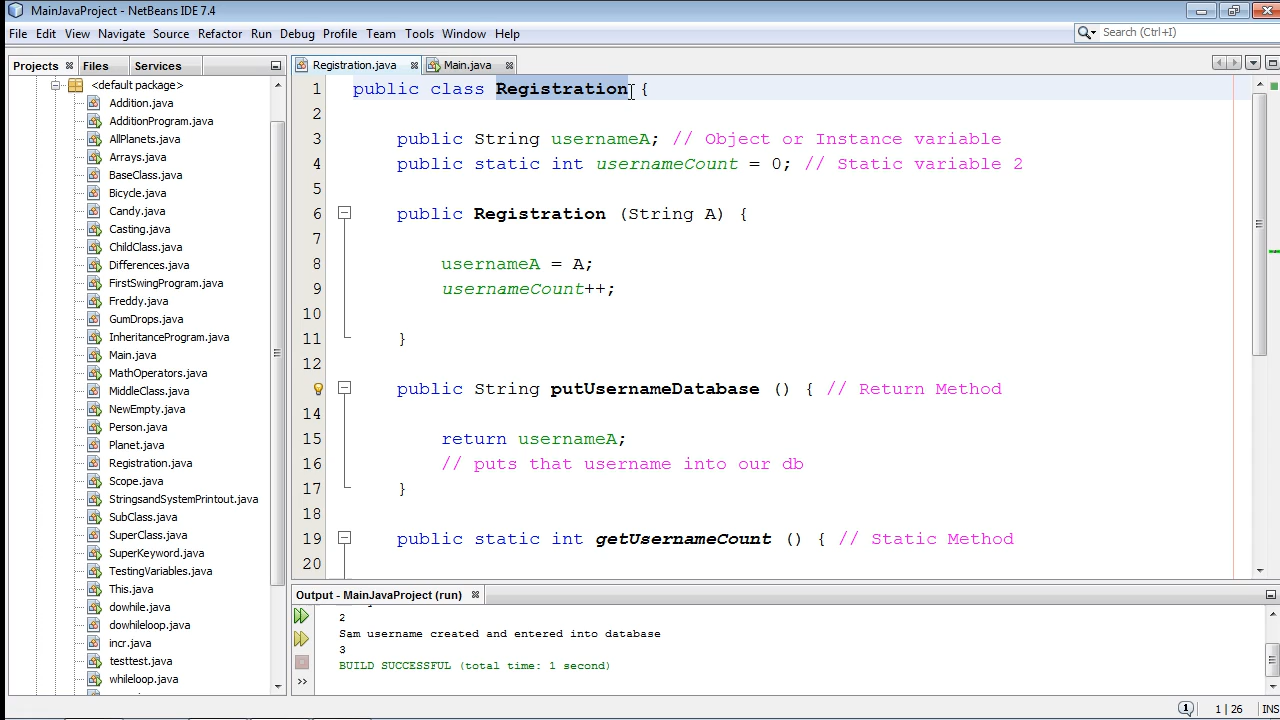 MainJavaProject - NetBeans IDE 7.4
File Edit View Navigate Source Refactor Run Debug Profile Team Tools Window Help
Search (Ctrl+I)
Projects Files Services
Registration.java Main.java
<default package>
Addition.java
AdditionProgram.java
AllPlanets.java
Arrays.java
BaseClass.java
Bicycle.java
Candy.java
Casting.java
ChildClass.java
Differences.java
FirstSwingProgram.java
Freddy.java
GumDrops.java
InheritanceProgram.java
Main.java
MathOperators.java
MiddleClass.java
NewEmpty.java
Person.java
Planet.java
Registration.java
Scope.java
StringsandSystemPrintout.java
SubClass.java
SuperClass.java
SuperKeyword.java
TestingVariables.java
This.java
dowhile.java
dowhileloop.java
incr.java
testtest.java
whileloop.java
1 public class Registration {
2
3 public String usernameA; // Object or Instance variable
4 public static int usernameCount = 0; // Static variable 2
5
6 public Registration (String A) {
7
8 usernameA = A;
9 usernameCount++;
10
11 }
12
public String putUsernameDatabase () { // Return Method
14
15 return usernameA;
16 // puts that username into our db
17 }
18
19 public static int getUsernameCount () { // Static Method
20
Output - MainJavaProject (run)
2
Sam username created and entered into database
3
BUILD SUCCESSFUL (total time: 1 second)
1 | 26 INS